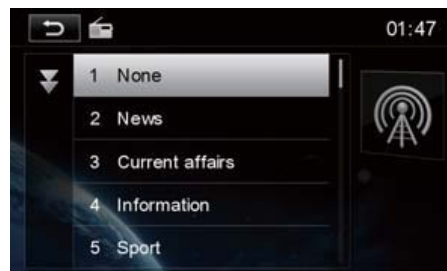 01:47
1 None
2 News
3 Current affairs
4 Information
5 Sport